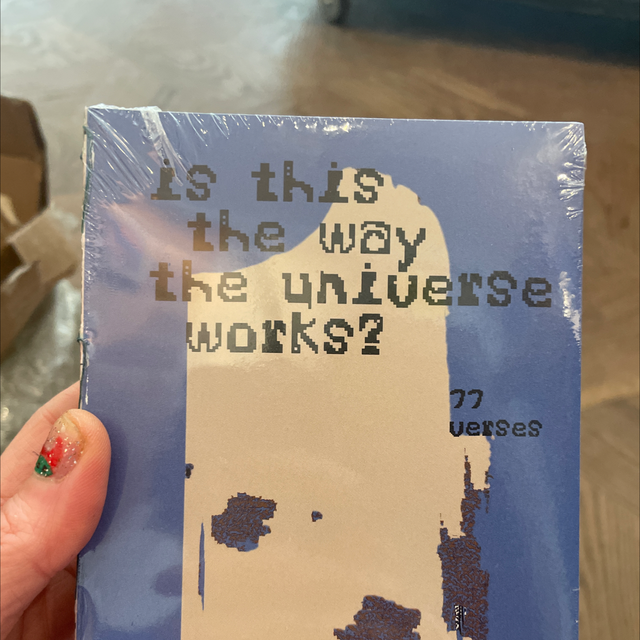 is this
the way
the universe
works?
77
verses